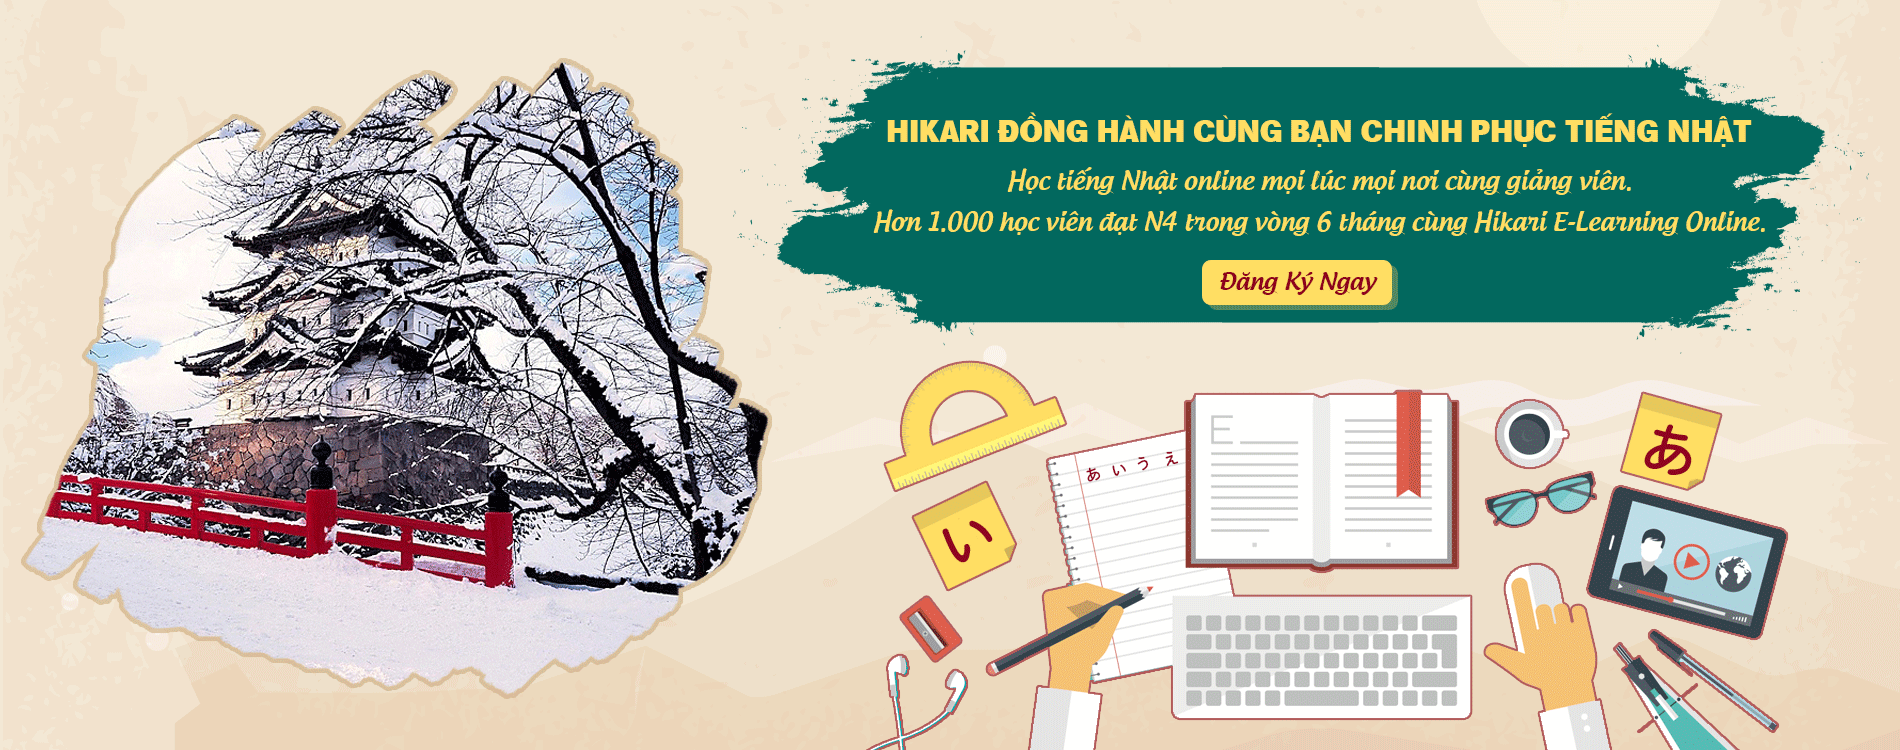 HIKARI ĐỒNG HÀNH CÙNG BẠN CHINH PHỤC TIẾNG NHẬT
Học tiếng Nhật online mọi lúc mọi nơi cùng giảng viên.
Hơn 1.000 học viên đạt N4 trong vòng 6 tháng cùng Hikari E-Learning Online.
Đăng Ký Ngay
あ い う え
E
あ
い